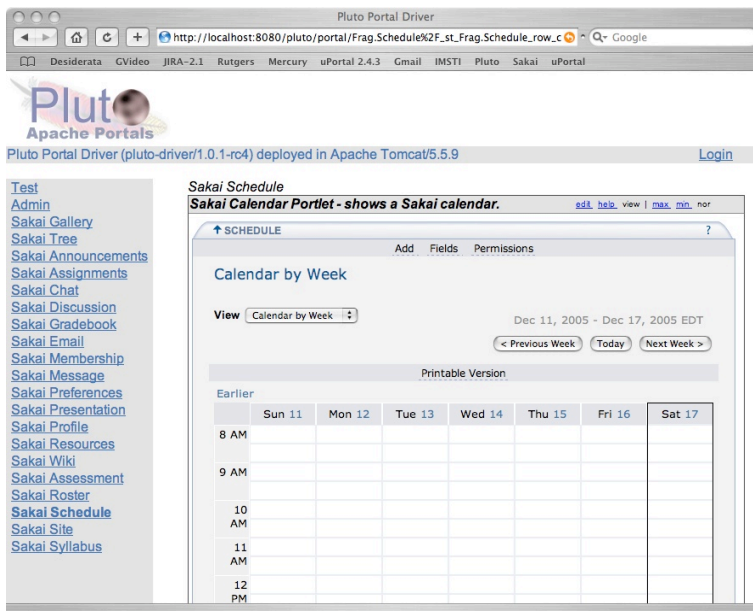 Pluto Portal Driver
http://localhost:8080/pluto/portal/Frag.Schedule%2F_st_Frag.Schedule_row_c
Google
Desiderata GVideo JIRA-2.1 Rutgers Mercury uPortal 2.4.3 Gmail IMSTI Pluto Sakai uPortal
Pluto
Apache Portals
Pluto Portal Driver (pluto-driver/1.0.1-rc4) deployed in Apache Tomcat/5.5.9 Login
Test
Admin
Sakai Gallery
Sakai Tree
Sakai Announcements
Sakai Assignments
Sakai Chat
Sakai Discussion
Sakai Gradebook
Sakai Email
Sakai Membership
Sakai Message
Sakai Preferences
Sakai Presentation
Sakai Profile
Sakai Resources
Sakai Wiki
Sakai Assessment
Sakai Roster
Sakai Schedule
Sakai Site
Sakai Syllabus
Sakai Schedule
Sakai Calendar Portlet - shows a Sakai calendar. edit help view | max min nor
SCHEDULE ?
Add Fields Permissions
Calendar by Week
View Calendar by Week
Dec 11, 2005 - Dec 17, 2005 EDT
< Previous Week Today Next Week >
Printable Version
Earlier
Sun 11 Mon 12 Tue 13 Wed 14 Thu 15 Fri 16 Sat 17
8 AM
9 AM
10
AM
11
AM
12
PM